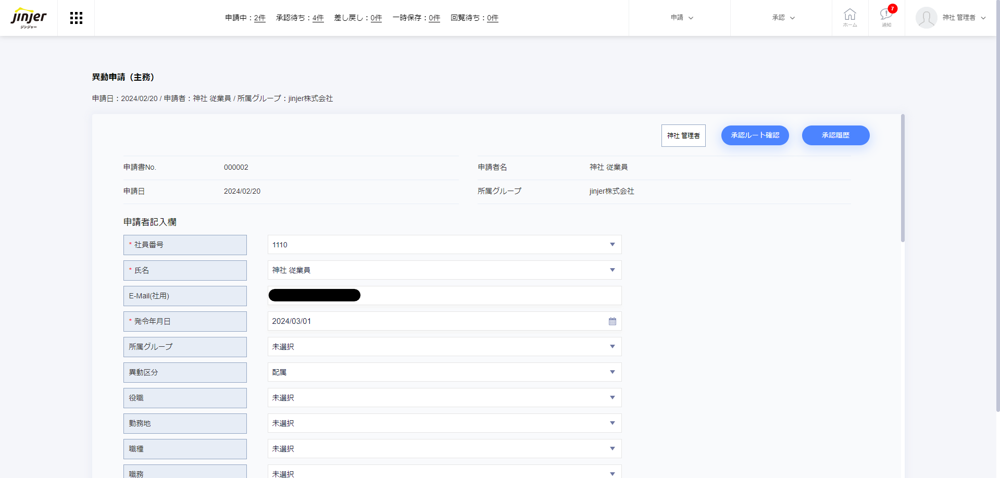 jinjer
ジンジャー
申請中：2件 承認待ち：4件 差し戻し：0件 一時保存：0件 回覧待ち：0件
申請
承認
ホーム
7
通知
神社 管理者
異動申請（主務）
申請日：2024/02/20 / 申請者：神社 従業員 / 所属グループ：jinjer株式会社
神社 管理者
承認ルート確認
承認履歴
申請書No. 000002 申請者名 神社 従業員
申請日 2024/02/20 所属グループ jinjer株式会社
申請者記入欄
* 社員番号 1110
* 氏名 神社 従業員
E-Mail(社用)
* 発令年月日 2024/03/01
所属グループ 未選択
異動区分 配属
役職 未選択
勤務地 未選択
職種 未選択
職務 未選択